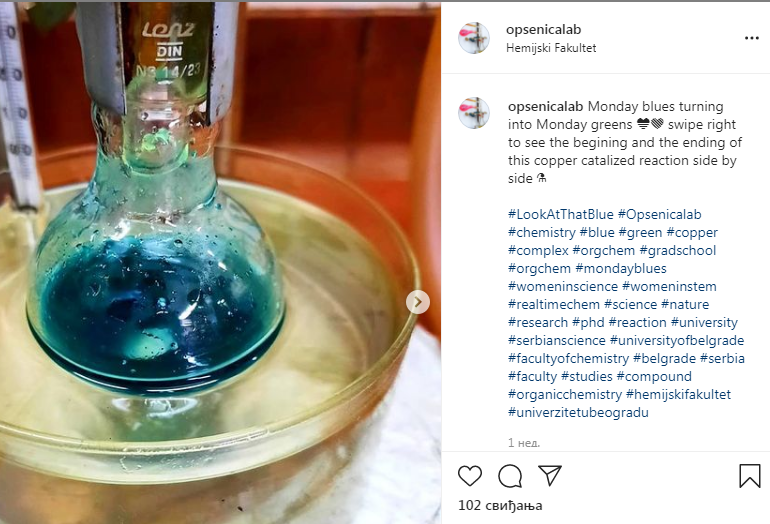 Lenz
DIN
NS 14/23
opsenicalab
Hemijski Fakultet
opsenicalab Monday blues turning
into Monday greens 💙💚 swipe right
to see the begining and the ending of
this copper catalized reaction side by
side ⚗
#LookAtThatBlue #Opsenicalab
#chemistry #blue #green #copper
#complex #orgchem #gradschool
#orgchem #mondayblues
#womeninscience #womeninstem
#realtimechem #science #nature
#research #phd #reaction #university
#serbianscience #universityofbelgrade
#facultyofchemistry #belgrade #serbia
#faculty #studies #compound
#organicchemistry #hemijskifakultet
#univerzitetubeogradu
1 нед.
102 свиђања